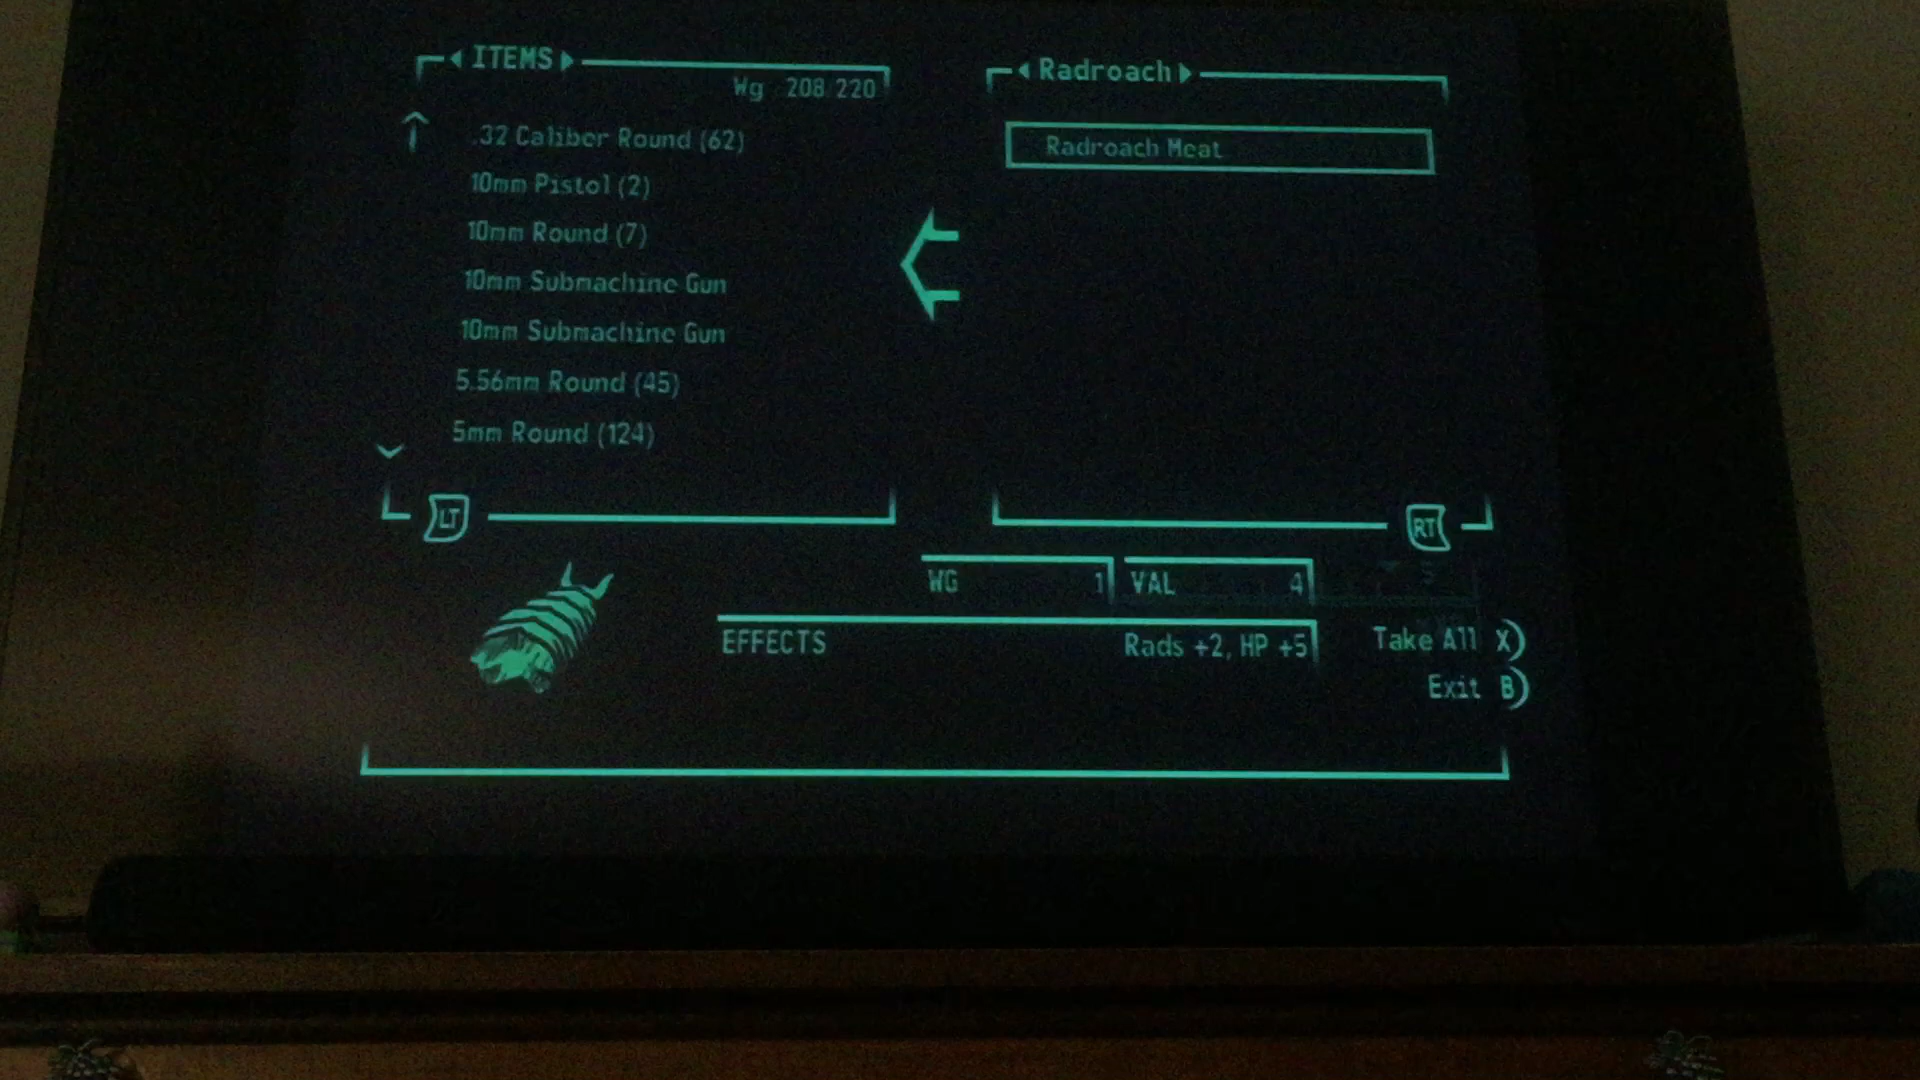 ITEMS
Wg 208/220
.32 Caliber Round (62)
10mm Pistol (2)
10mm Round (7)
10mm Submachine Gun
10mm Submachine Gun
5.56mm Round (45)
5mm Round (124)
LT
Radroach
Radroach Meat
RT
WG 1
VAL 4
EFFECTS Rads +2, HP +5
Take All X)
Exit B)